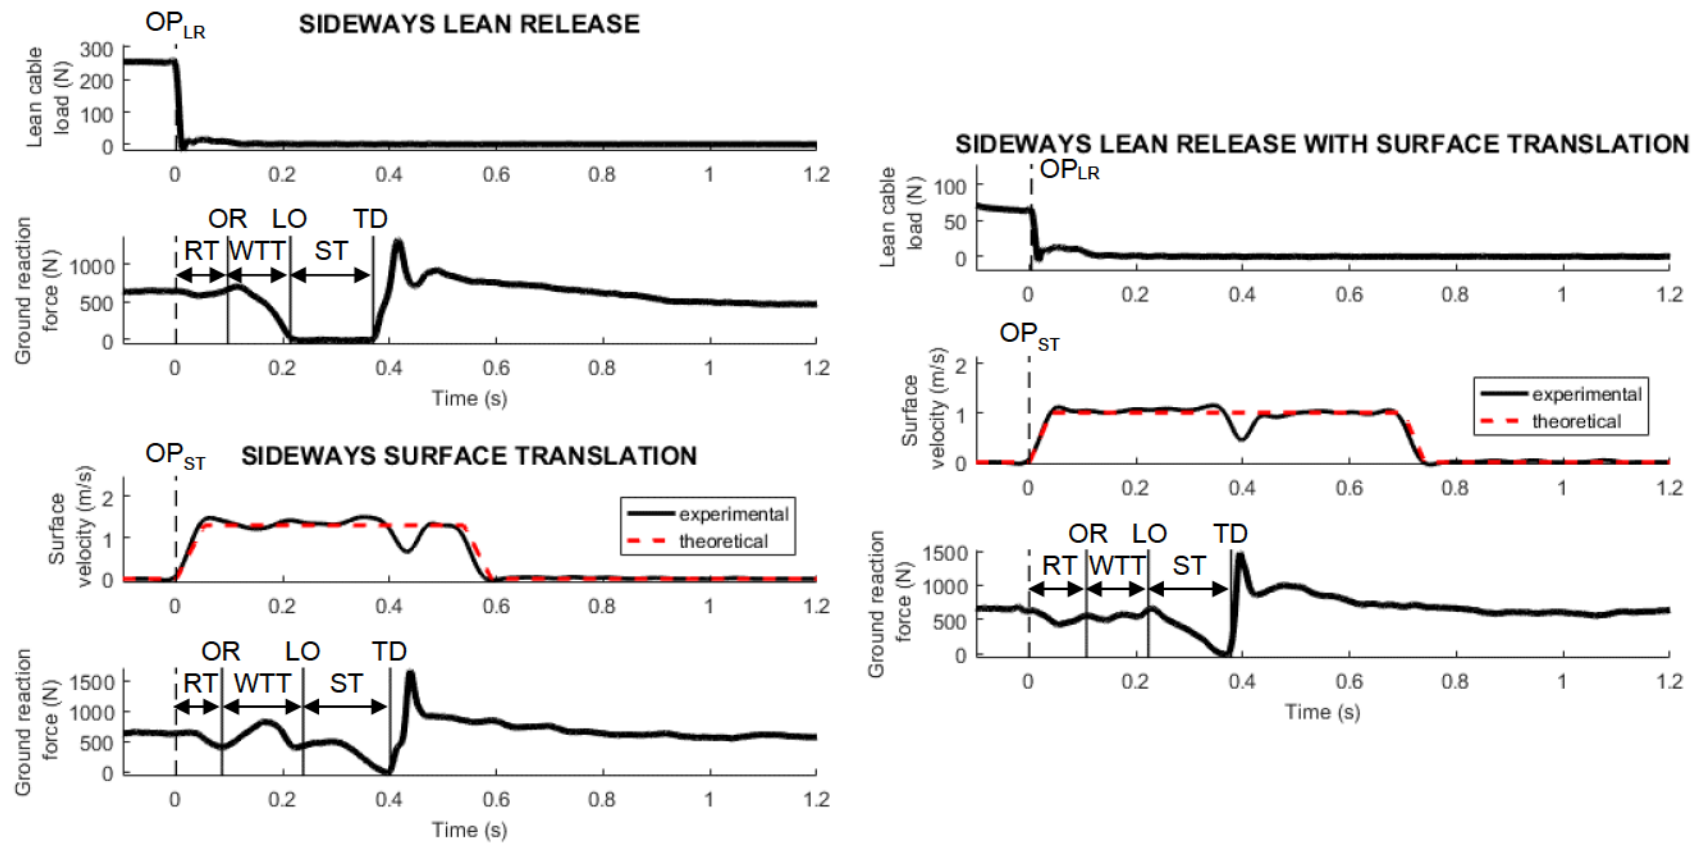 OPLR
SIDEWAYS LEAN RELEASE
Lean cable
load (N)
300
200
100
0
0 0.2 0.4 0.6 0.8 1 1.2
OR LO TD
RT WTT ST
Ground reaction
force (N)
1000
500
0
0 0.2 0.4 0.6 0.8 1 1.2
Time (s)
OPST
SIDEWAYS SURFACE TRANSLATION
Surface
velocity (m/s)
2
1
0
experimental
theoretical
0 0.2 0.4 0.6 0.8 1 1.2
OR LO TD
RT WTT ST
Ground reaction
force (N)
1500
1000
500
0
0 0.2 0.4 0.6 0.8 1 1.2
Time (s)
SIDEWAYS LEAN RELEASE WITH SURFACE TRANSLATION
OPLR
Lean cable
load (N)
100
50
0
0 0.2 0.4 0.6 0.8 1 1.2
OPST
Surface
velocity (m/s)
2
1
0
experimental
theoretical
0 0.2 0.4 0.6 0.8 1 1.2
OR LO TD
RT WTT ST
Ground reaction
force (N)
1500
1000
500
0
0 0.2 0.4 0.6 0.8 1 1.2
Time (s)